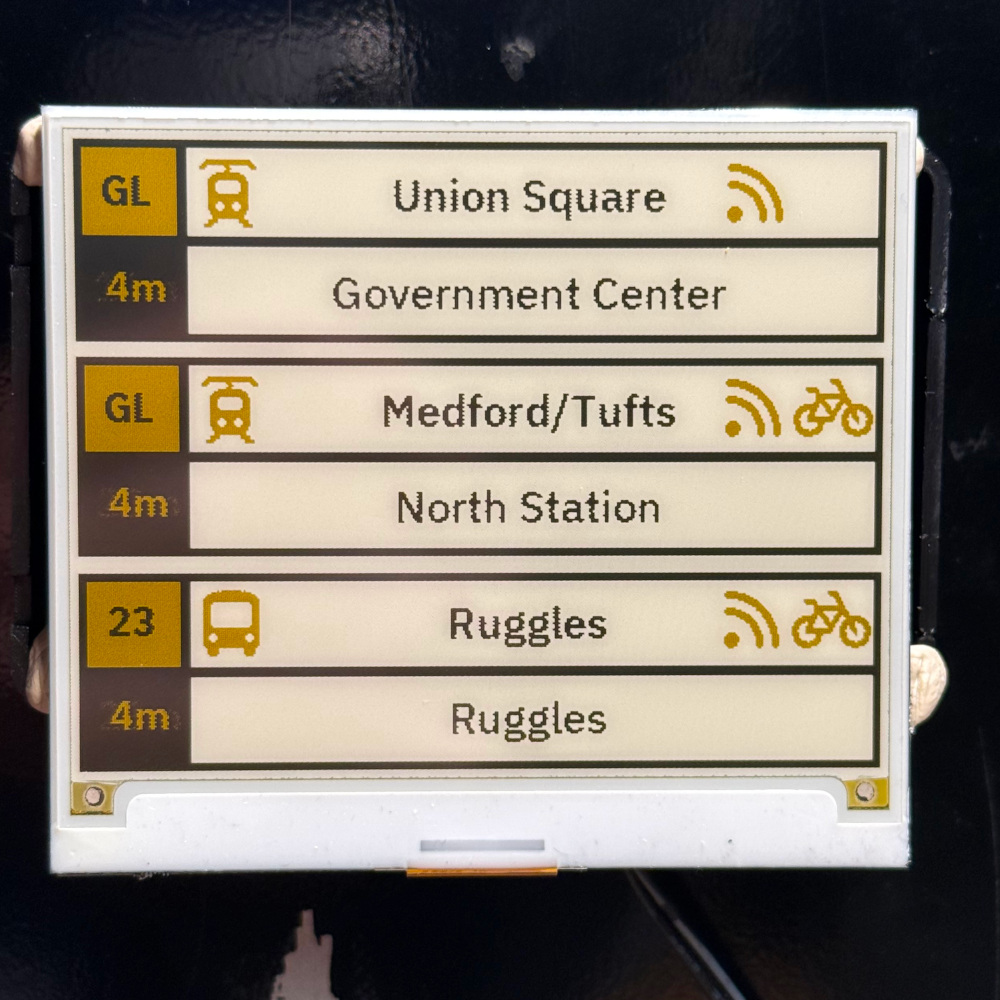 GL Union Square
4m Government Center
GL Medford/Tufts
4m North Station
23 Ruggles
4m Ruggles